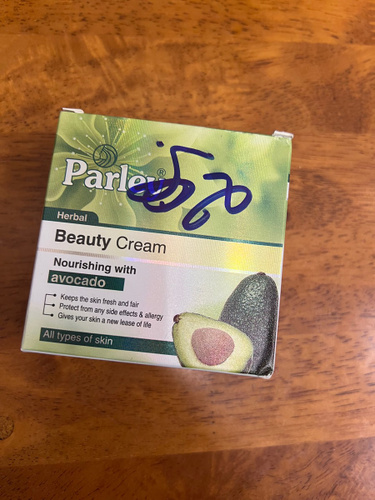 Parley®
Herbal
Beauty Cream
Nourishing with
avocado
Keeps the skin fresh and fair
Protect from any side effects & allergy
Gives your skin a new lease of life
All types of skin